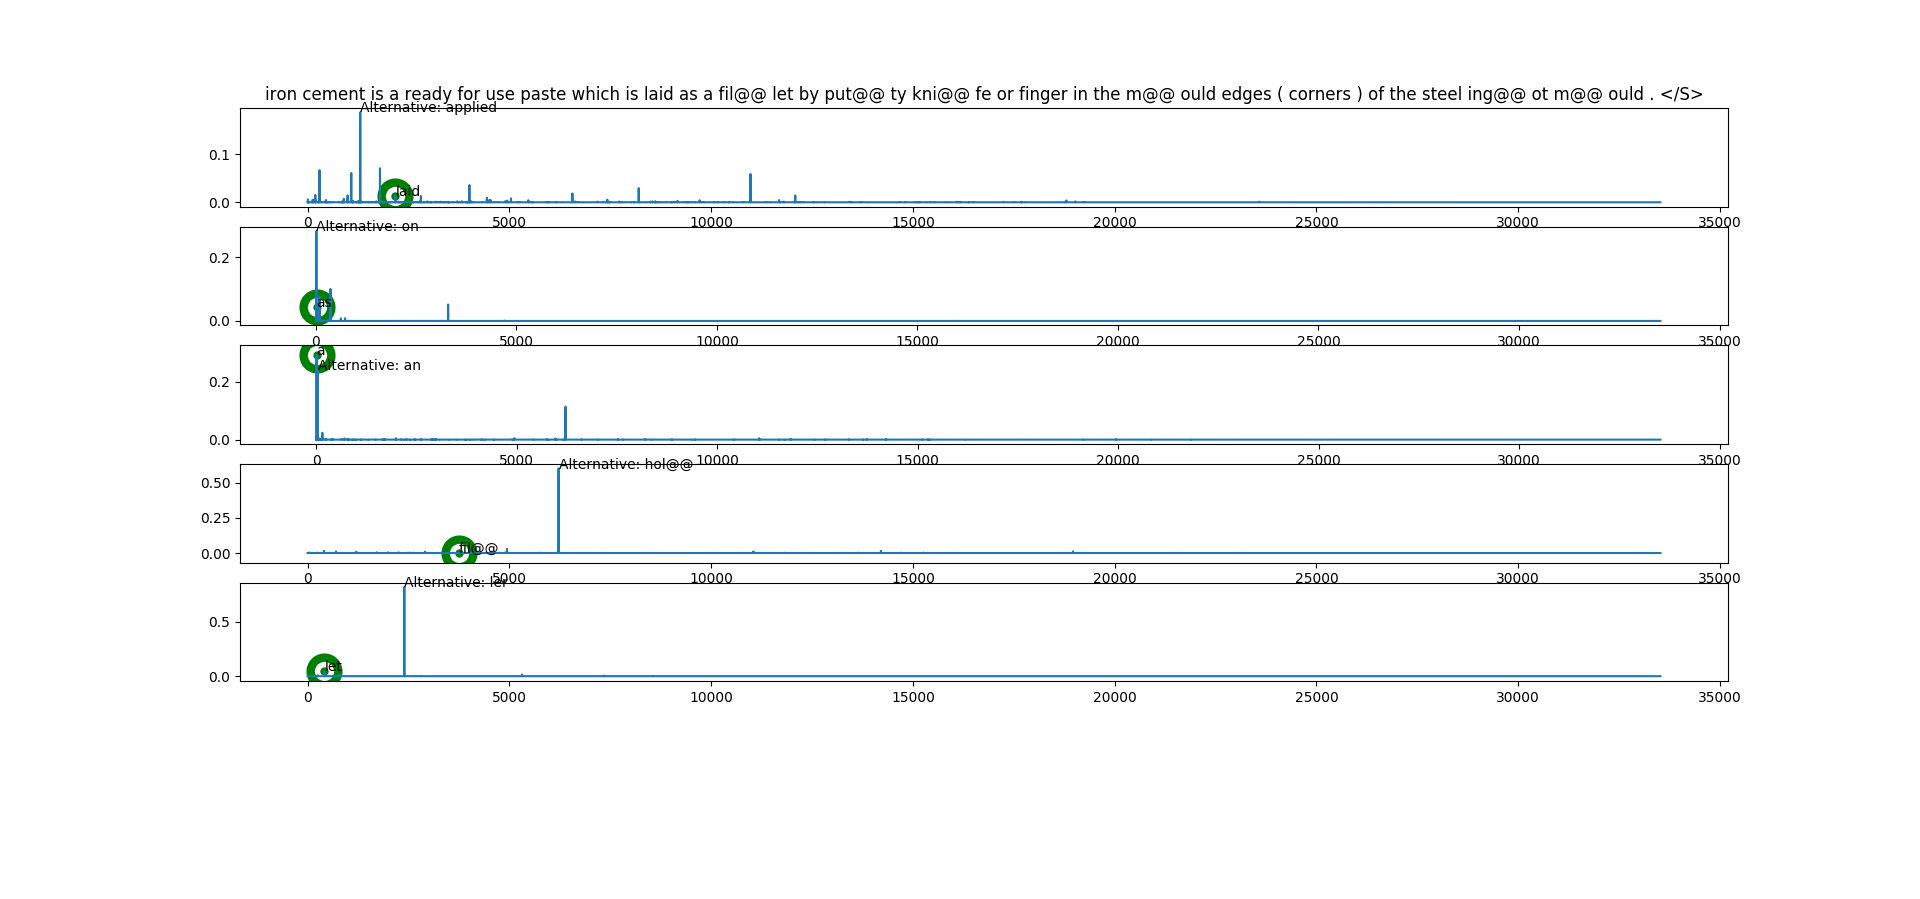 iron cement is a ready for use paste which is laid as a fil@@ let by put@@ ty kni@@ fe or finger in the m@@ ould edges ( corners ) of the steel ing@@ ot m@@ ould . </S>
Alternative: applied
0.1
laid
0.0
0 5000 10000 15000 20000 25000 30000 35000
Alternative: on
0.2
as
0.0
0 5000 10000 15000 20000 25000 30000 35000
a
Alternative: an
0.2
0.0
0 5000 10000 15000 20000 25000 30000 35000
Alternative: hol@@
0.50
0.25
fil@@
0.00
0 5000 10000 15000 20000 25000 30000 35000
Alternative: ler
0.5
let
0.0
0 5000 10000 15000 20000 25000 30000 35000